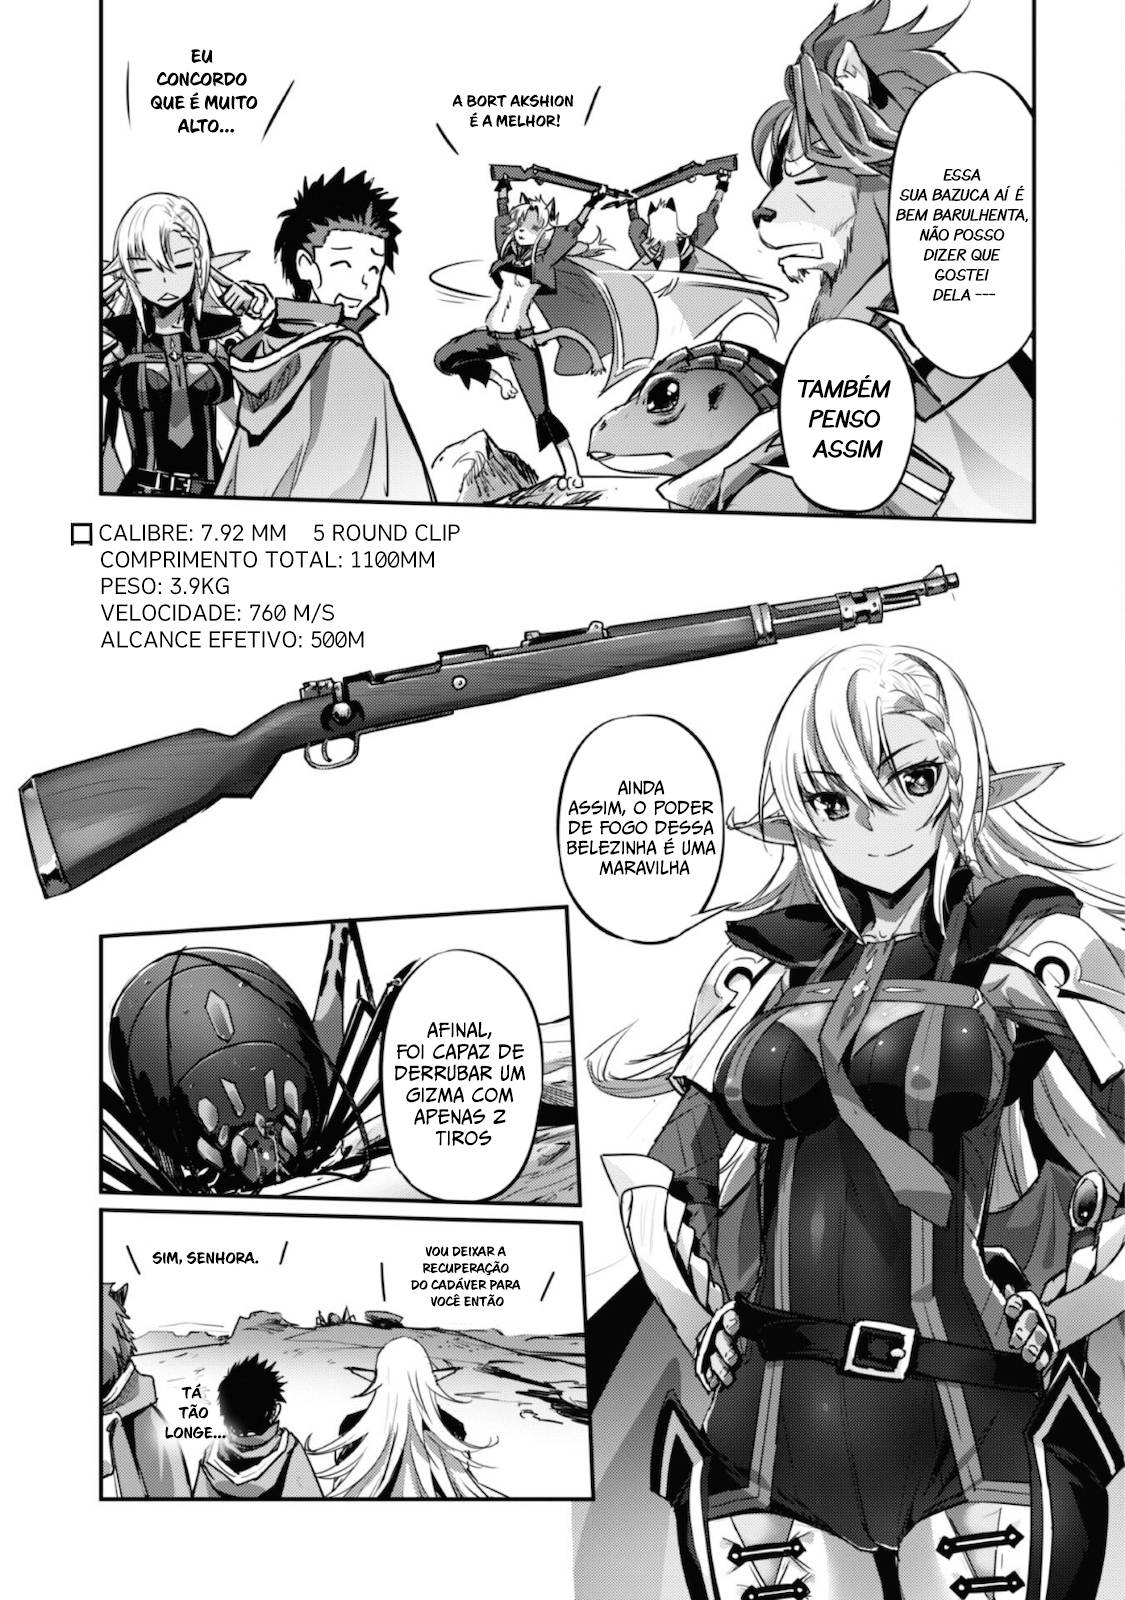 ESSA
SUA BAZUCA AÍ É
BEM BARULHENTA,
NÃO POSSO
DIZER QUE
GOSTEI
DELA ---
TAMBÉM
PENSO
ASSIM
A BORT AKSHION
É A MELHOR!
EU
CONCORDO
QUE É MUITO
ALTO...
CALIBRE: 7.92 MM 5 ROUND CLIP
COMPRIMENTO TOTAL: 1100MM
PESO: 3.9KG
VELOCIDADE: 760 M/S
ALCANCE EFETIVO: 500M
AINDA
ASSIM, O PODER
DE FOGO DESSA
BELEZINHA É UMA
MARAVILHA
AFINAL,
FOI CAPAZ DE
DERRUBAR UM
GIZMA COM
APENAS 2
TIROS
VOU DEIXAR A
RECUPERAÇÃO
DO CADÁVER PARA
VOCÊ ENTÃO
SIM, SENHORA.
TÁ
TÃO
LONGE...